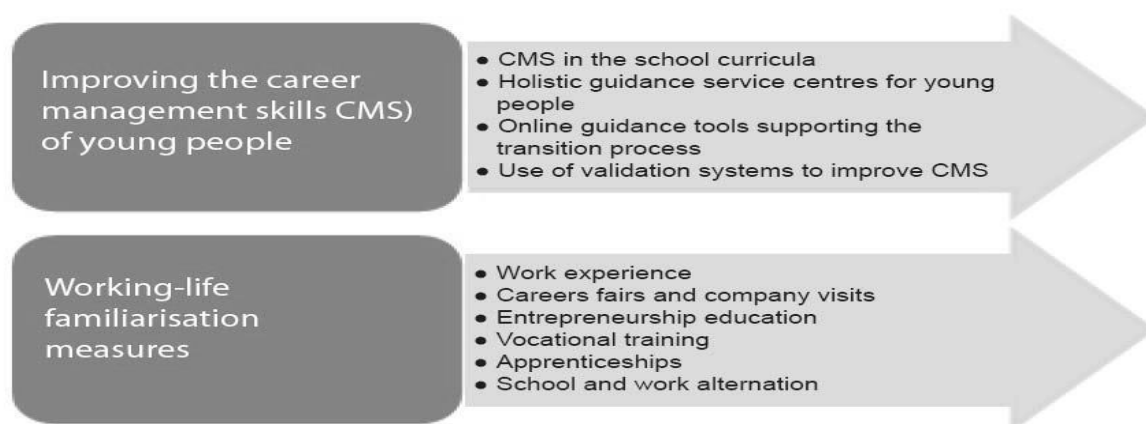 Improving the career
management skills CMS)
of young people
● CMS in the school curricula
● Holistic guidance service centres for young
people
● Online guidance tools supporting the
transition process
● Use of validation systems to improve CMS
Working-life
familiarisation
measures
● Work experience
● Careers fairs and company visits
● Entrepreneurship education
● Vocational training
● Apprenticeships
● School and work alternation